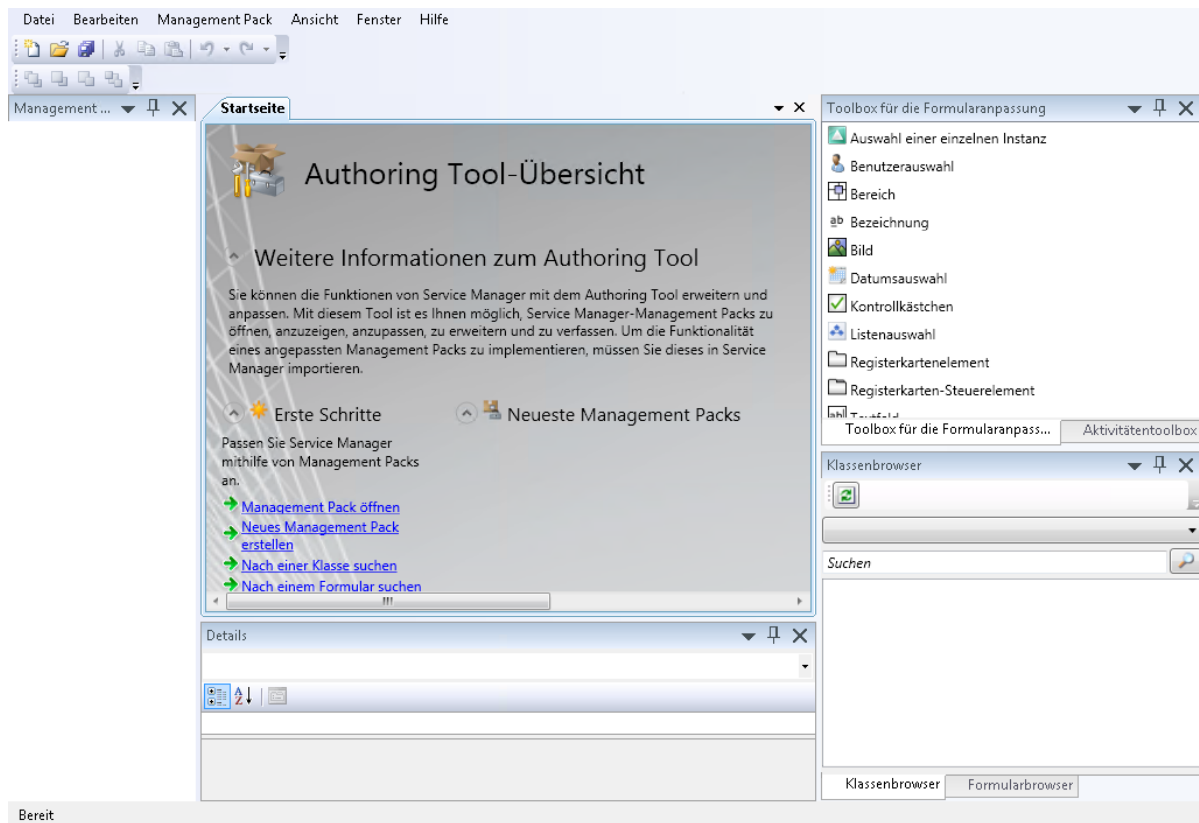 Datei Bearbeiten Management Pack Ansicht Fenster Hilfe
Management ...
Startseite
Authoring Tool-Übersicht
Weitere Informationen zum Authoring Tool
Sie können die Funktionen von Service Manager mit dem Authoring Tool erweitern und
anpassen. Mit diesem Tool ist es Ihnen möglich, Service Manager-Management Packs zu
öffnen, anzuzeigen, anzupassen, zu erweitern und zu verfassen. Um die Funktionalität
eines angepassten Management Packs zu implementieren, müssen Sie dieses in Service
Manager importieren.
Erste Schritte
Passen Sie Service Manager
mithilfe von Management Packs
an.
Management Pack öffnen
Neues Management Pack
erstellen
Nach einer Klasse suchen
Nach einem Formular suchen
Neueste Management Packs
Details
Toolbox für die Formularanpassung
Auswahl einer einzelnen Instanz
Benutzerauswahl
Bereich
Bezeichnung
Bild
Datumsauswahl
Kontrollkästchen
Listenauswahl
Registerkartenelement
Registerkarten-Steuerelement
Textfeld
Toolbox für die Formularanpass... Aktivitätentoolbox
Klassenbrowser
Suchen
Klassenbrowser Formularbrowser
Bereit